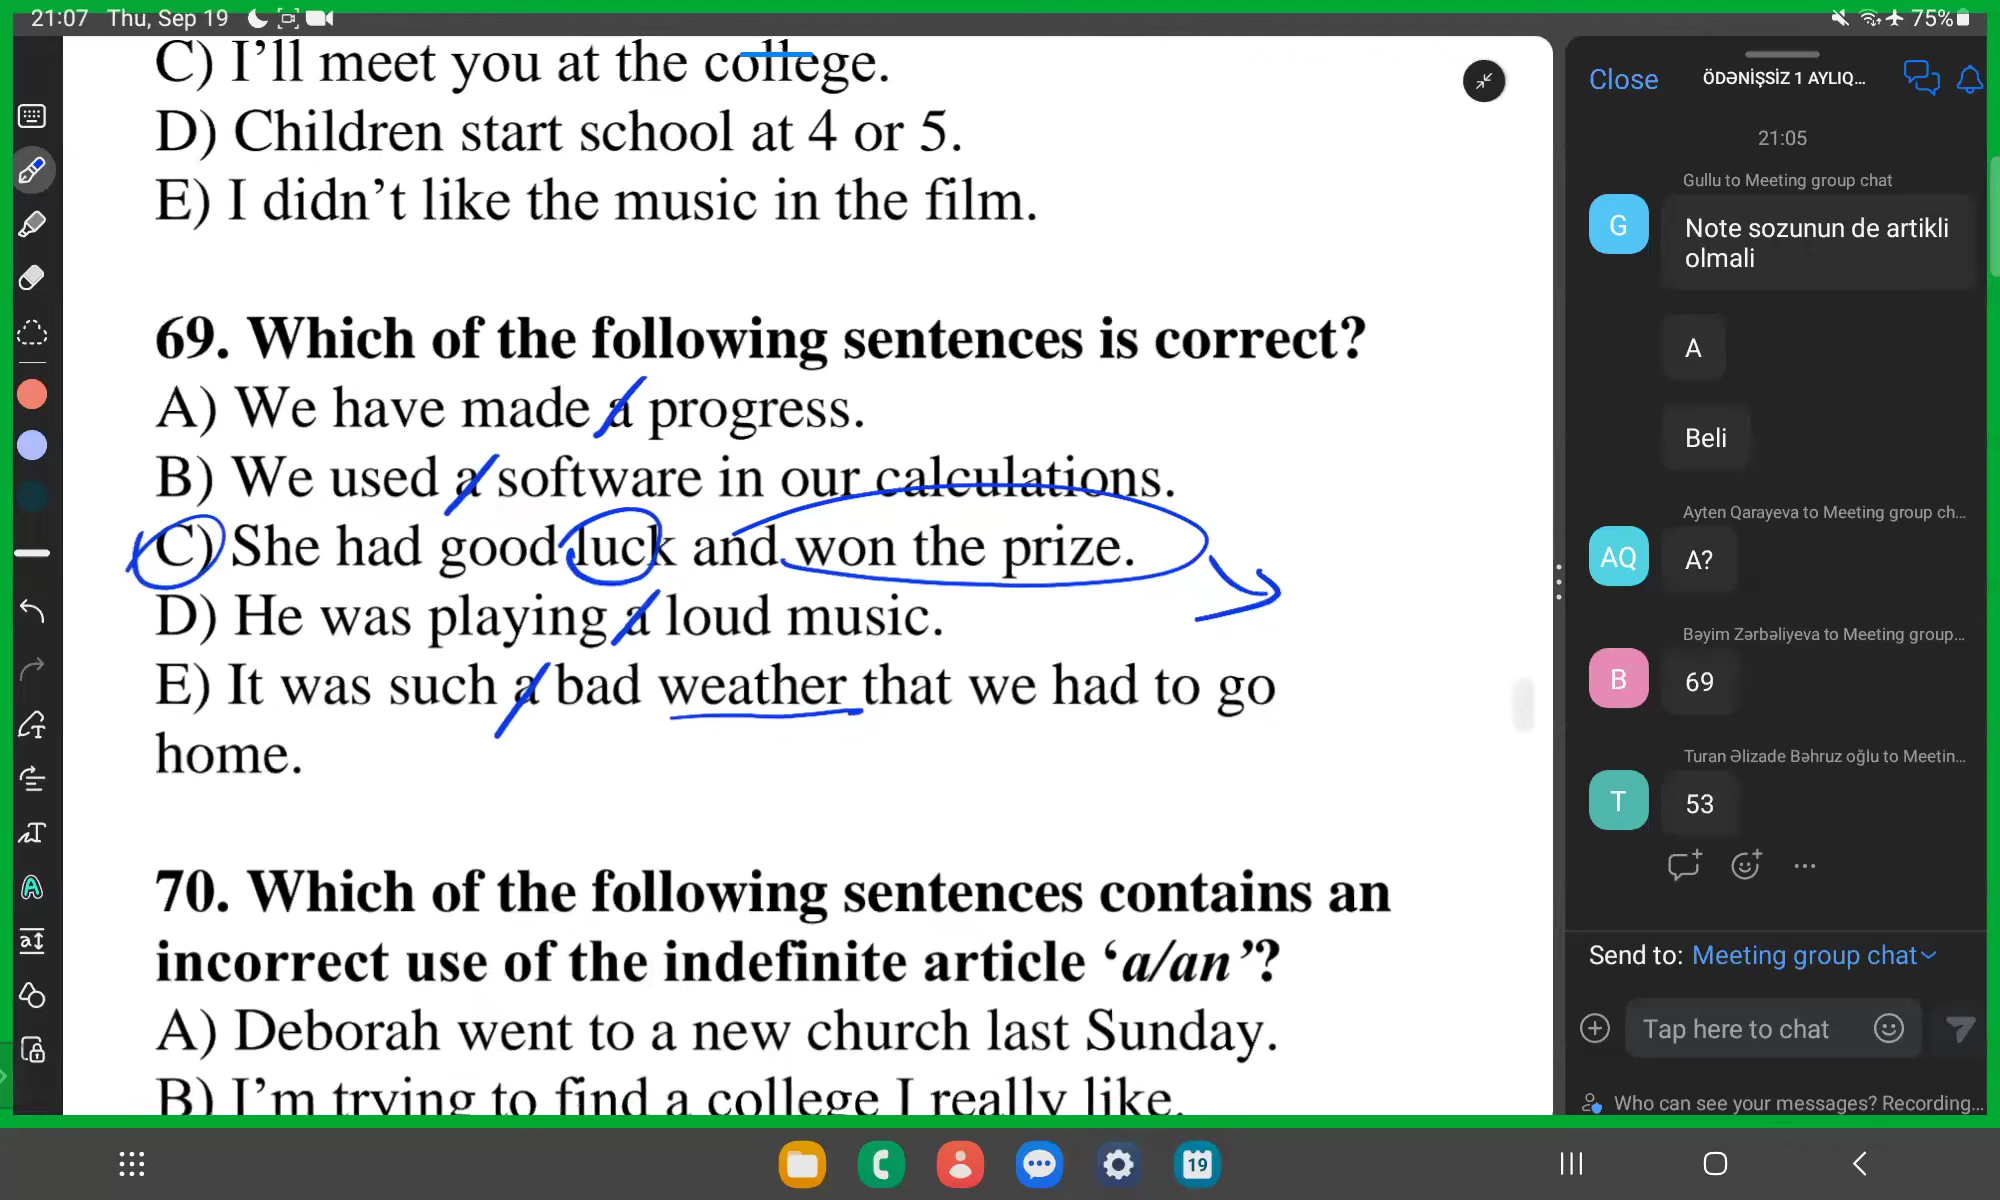 21:07 Thu, Sep 19
75%
C) I’ll meet you at the college.
D) Children start school at 4 or 5.
E) I didn’t like the music in the film.
69. Which of the following sentences is correct?
A) We have made a progress.
B) We used a software in our calculations.
C) She had good luck and won the prize.
D) He was playing a loud music.
E) It was such a bad weather that we had to go
home.
70. Which of the following sentences contains an
incorrect use of the indefinite article ‘a/an’?
A) Deborah went to a new church last Sunday.
B) I’m trying to find a college I really like.
Close
ÖDƏNİŞSİZ 1 AYLIQ...
21:05
Gullu to Meeting group chat
G
Note sozunun de artikli
olmali
A
Beli
Ayten Qarayeva to Meeting group ch...
AQ
A?
Bəyim Zərbəliyeva to Meeting group...
B
69
Turan Əlizade Bəhruz oğlu to Meetin...
T
53
Send to: Meeting group chat
Tap here to chat
Who can see your messages? Recording...
19